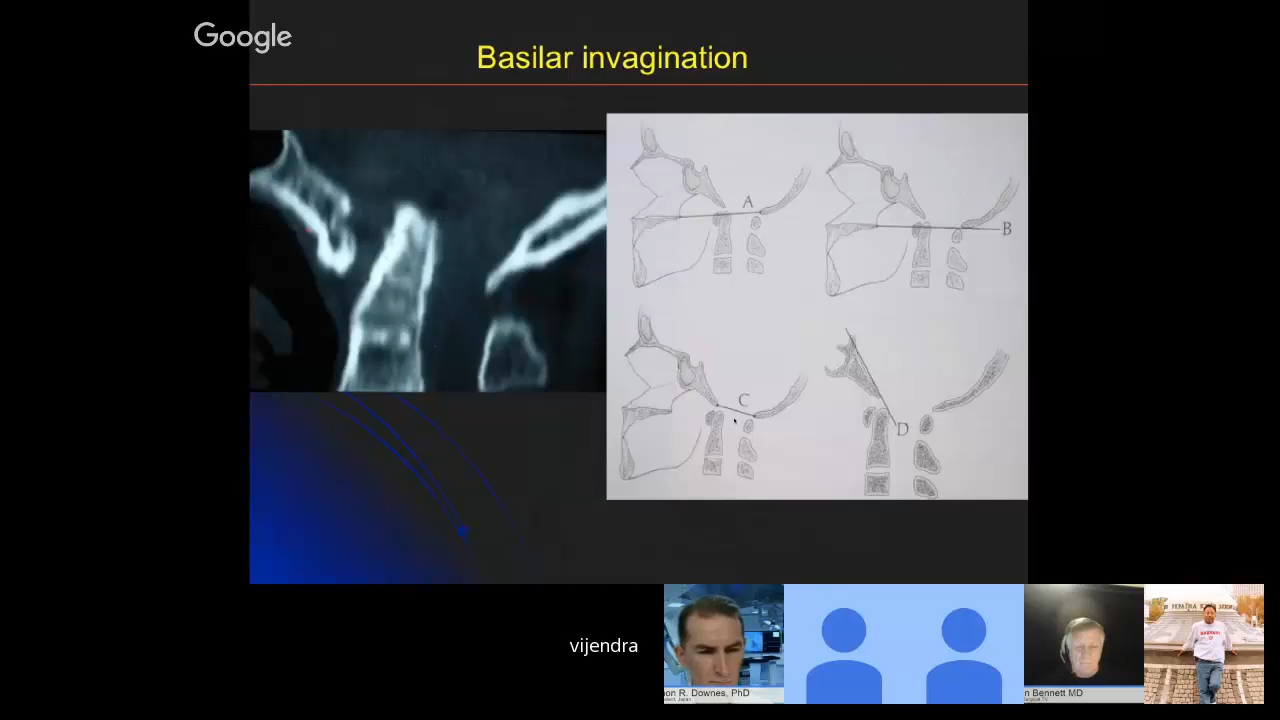 Google
Basilar invagination
A
B
C
D
vijendra
on R. Downes, PhD
n Bennett MD